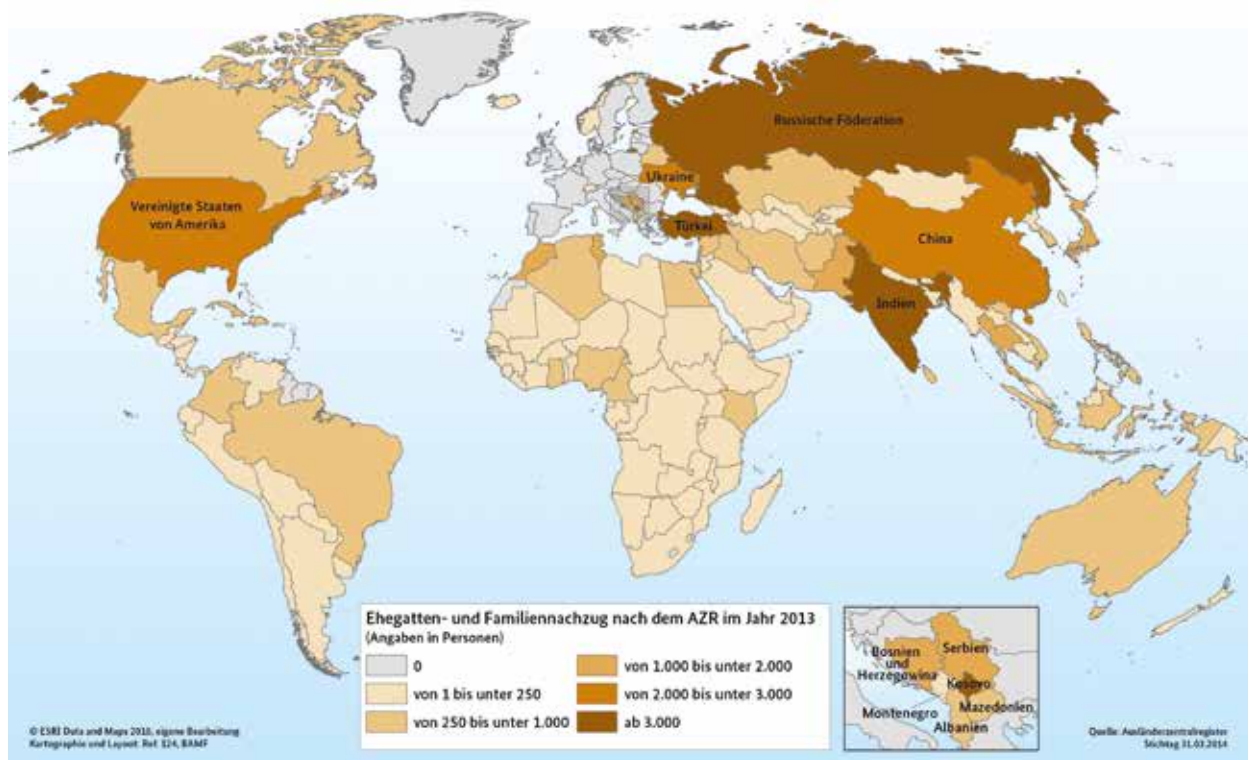 Russische Föderation
Ukraine
Vereinigte Staaten
von Amerika
Türkei
China
Indien
Ehegatten- und Familiennachzug nach dem AZR im Jahr 2013
(Angaben in Personen)
0
von 1 bis unter 250
von 250 bis unter 1.000
von 1.000 bis unter 2.000
von 2.000 bis unter 3.000
ab 3.000
Bosnien
und
Herzegowina
Serbien
Kosovo
Mazedonien
Montenegro
Albanien
© ESRI Data and Maps 2010, eigene Bearbeitung
Kartographie und Layout: Ref. 124, BAMF
Quelle: Ausländerzentralregister
Stichtag 31.03.2014